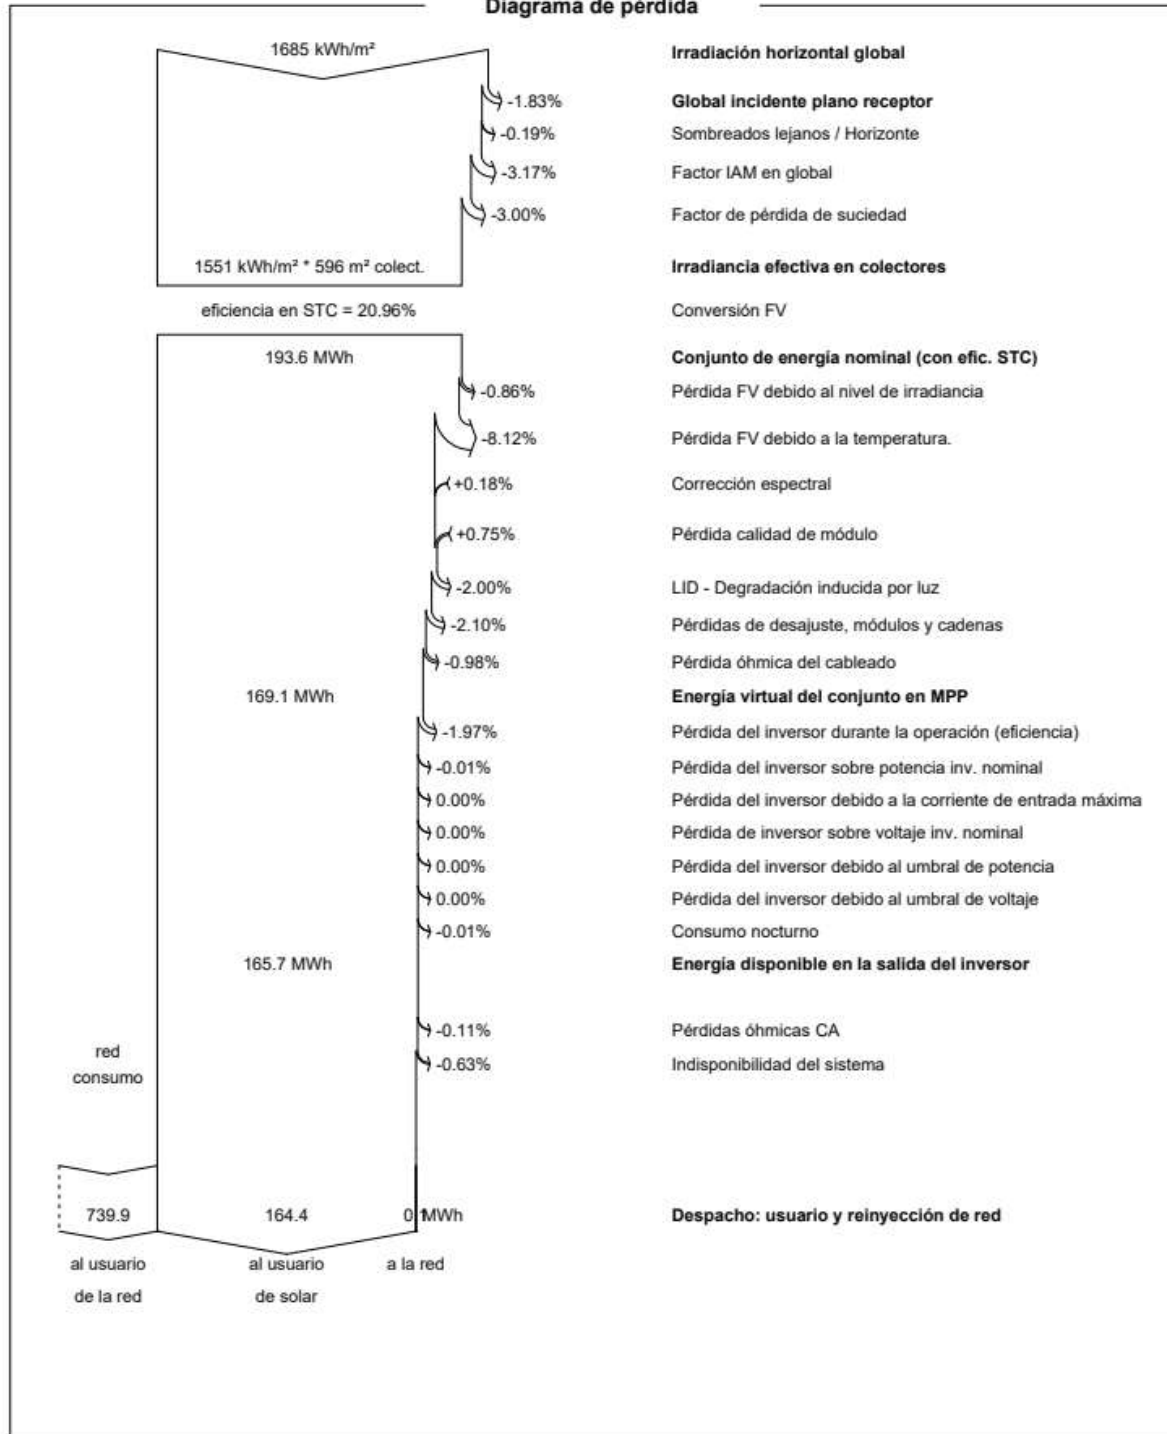 Diagrama de pérdida
1685 kWh/m² Irradiación horizontal global
-1.83% Global incidente plano receptor
-0.19% Sombreados lejanos / Horizonte
-3.17% Factor IAM en global
-3.00% Factor de pérdida de suciedad
1551 kWh/m² * 596 m² colect. Irradiancia efectiva en colectores
eficiencia en STC = 20.96% Conversión FV
193.6 MWh Conjunto de energía nominal (con efic. STC)
-0.86% Pérdida FV debido al nivel de irradiancia
-8.12% Pérdida FV debido a la temperatura.
+0.18% Corrección espectral
+0.75% Pérdida calidad de módulo
-2.00% LID - Degradación inducida por luz
-2.10% Pérdidas de desajuste, módulos y cadenas
-0.98% Pérdida óhmica del cableado
169.1 MWh Energía virtual del conjunto en MPP
-1.97% Pérdida del inversor durante la operación (eficiencia)
-0.01% Pérdida del inversor sobre potencia inv. nominal
0.00% Pérdida del inversor debido a la corriente de entrada máxima
0.00% Pérdida de inversor sobre voltaje inv. nominal
0.00% Pérdida del inversor debido al umbral de potencia
0.00% Pérdida del inversor debido al umbral de voltaje
-0.01% Consumo nocturno
165.7 MWh Energía disponible en la salida del inversor
-0.11% Pérdidas óhmicas CA
red
-0.63% Indisponibilidad del sistema
consumo
739.9 164.4 0.1MWh Despacho: usuario y reinyección de red
al usuario al usuario a la red
de la red de solar